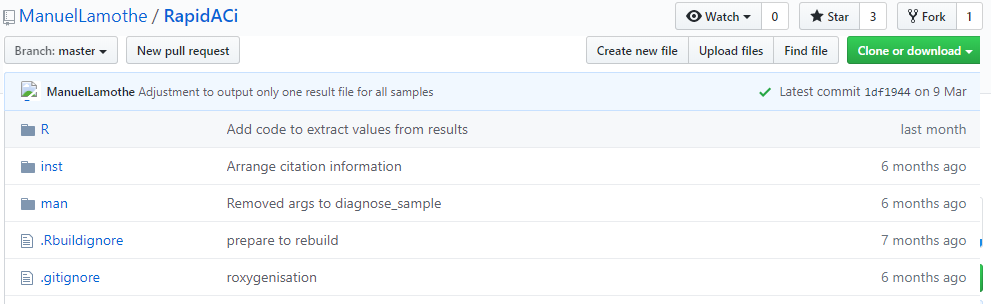 ManuelLamothe / RapidACi Watch 0 Star 3 Fork 1
Branch: master New pull request Create new file Upload files Find file Clone or download
ManuelLamothe Adjustment to output only one result file for all samples Latest commit 1df1944 on 9 Mar
R Add code to extract values from results last month
inst Arrange citation information 6 months ago
man Removed args to diagnose_sample 6 months ago
.Rbuildignore prepare to rebuild 7 months ago
.gitignore roxygenisation 6 months ago